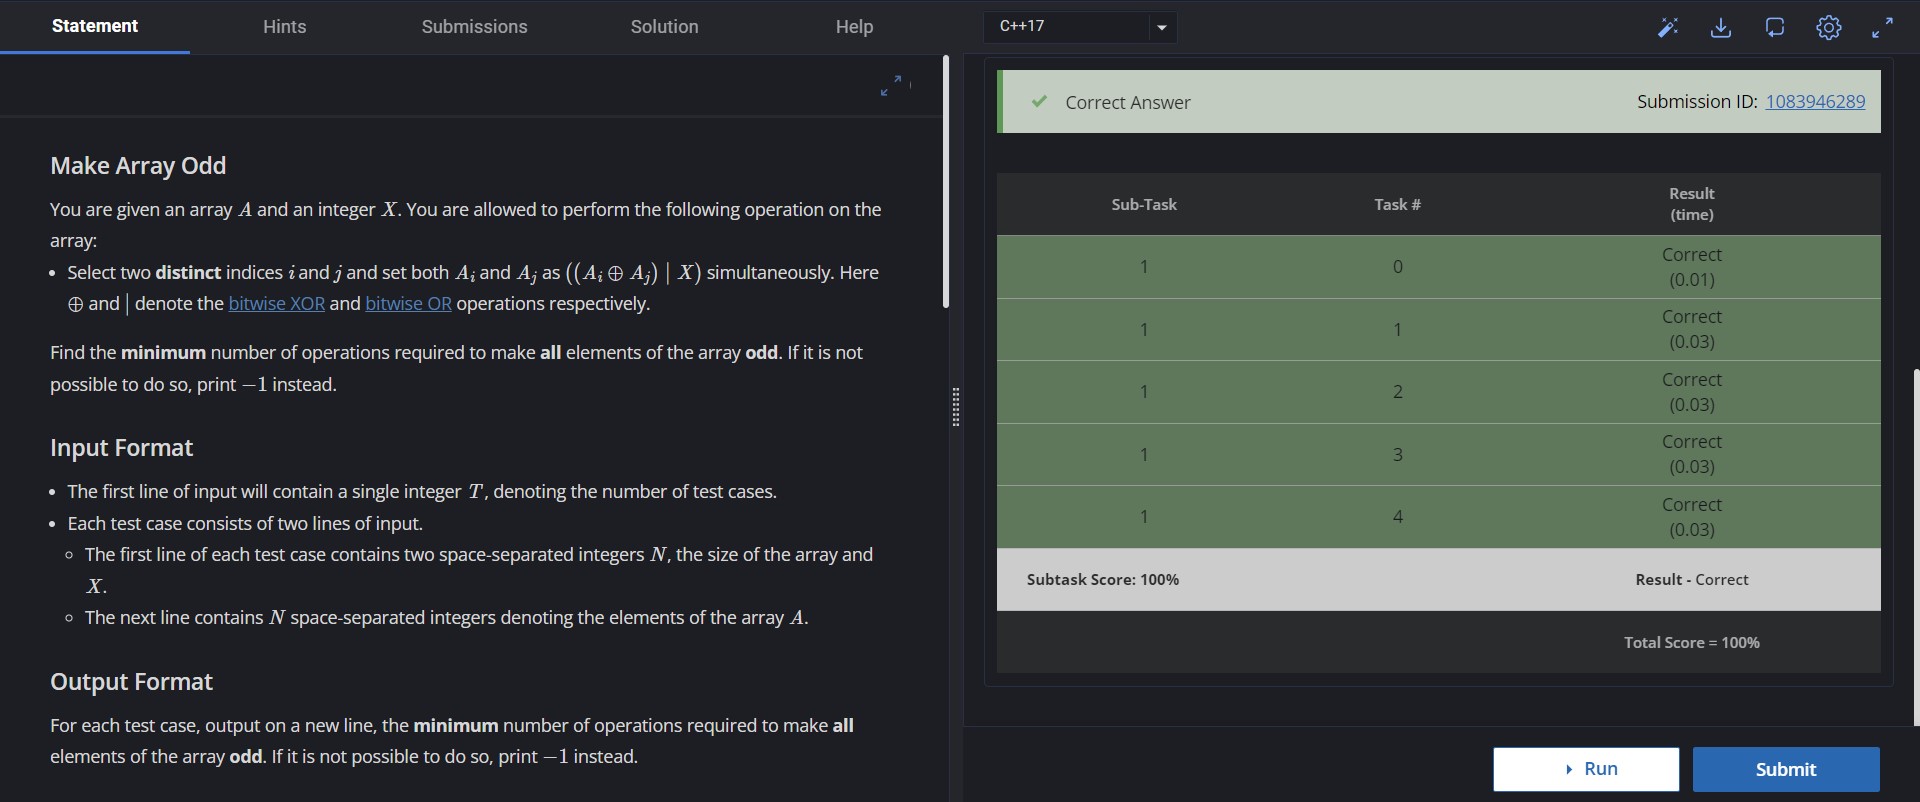 Statement
Hints
Submissions
Solution
Help
C++17
Make Array Odd
You are given an array A and an integer X. You are allowed to perform the following operation on the
array:
• Select two distinct indices i and j and set both A_i and A_j as ((A_i ⊕ A_j) | X) simultaneously. Here
⊕ and | denote the bitwise XOR and bitwise OR operations respectively.
Find the minimum number of operations required to make all elements of the array odd. If it is not
possible to do so, print −1 instead.
Input Format
• The first line of input will contain a single integer T, denoting the number of test cases.
• Each test case consists of two lines of input.
◦ The first line of each test case contains two space-separated integers N, the size of the array and
X.
◦ The next line contains N space-separated integers denoting the elements of the array A.
Output Format
For each test case, output on a new line, the minimum number of operations required to make all
elements of the array odd. If it is not possible to do so, print −1 instead.
Correct Answer
Submission ID: 1083946289
Sub-Task Task # Result
(time)
1 0 Correct
(0.01)
1 1 Correct
(0.03)
1 2 Correct
(0.03)
1 3 Correct
(0.03)
1 4 Correct
(0.03)
Subtask Score: 100% Result - Correct
Total Score = 100%
Run
Submit